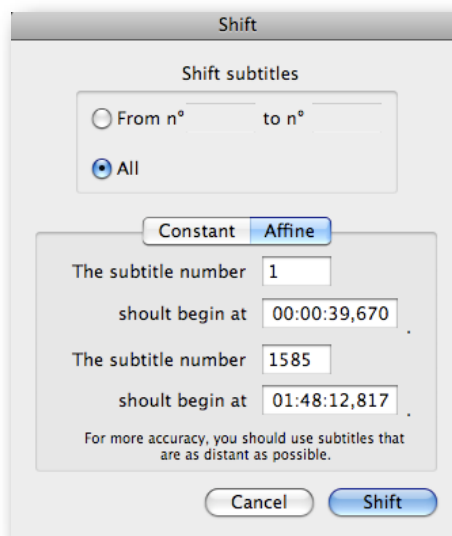 Shift
Shift subtitles
From n° to n°
All
Constant Affine
The subtitle number 1
shoult begin at 00:00:39,670
.
The subtitle number 1585
shoult begin at 01:48:12,817
.
For more accuracy, you should use subtitles that
are as distant as possible.
Cancel Shift